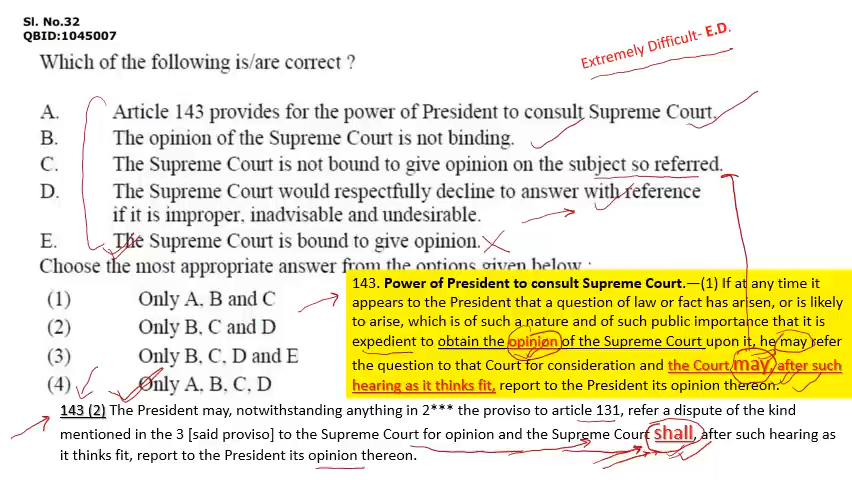 Sl. No.32
QBID:1045007
Extremely Difficult- E.D.
Which of the following is/are correct ?
A. Article 143 provides for the power of President to consult Supreme Court.
B. The opinion of the Supreme Court is not binding.
C. The Supreme Court is not bound to give opinion on the subject so referred.
D. The Supreme Court would respectfully decline to answer with reference
if it is improper, inadvisable and undesirable.
E. The Supreme Court is bound to give opinion.
Choose the most appropriate answer from the options given below :
(1) Only A, B and C
(2) Only B, C and D
(3) Only B, C, D and E
(4) Only A, B, C, D
143. Power of President to consult Supreme Court.—(1) If at any time it
appears to the President that a question of law or fact has arisen, or is likely
to arise, which is of such a nature and of such public importance that it is
expedient to obtain the opinion of the Supreme Court upon it, he may refer
the question to that Court for consideration and the Court may, after such
hearing as it thinks fit, report to the President its opinion thereon.
143 (2) The President may, notwithstanding anything in 2*** the proviso to article 131, refer a dispute of the kind
mentioned in the 3 [said proviso] to the Supreme Court for opinion and the Supreme Court shall, after such hearing as
it thinks fit, report to the President its opinion thereon.